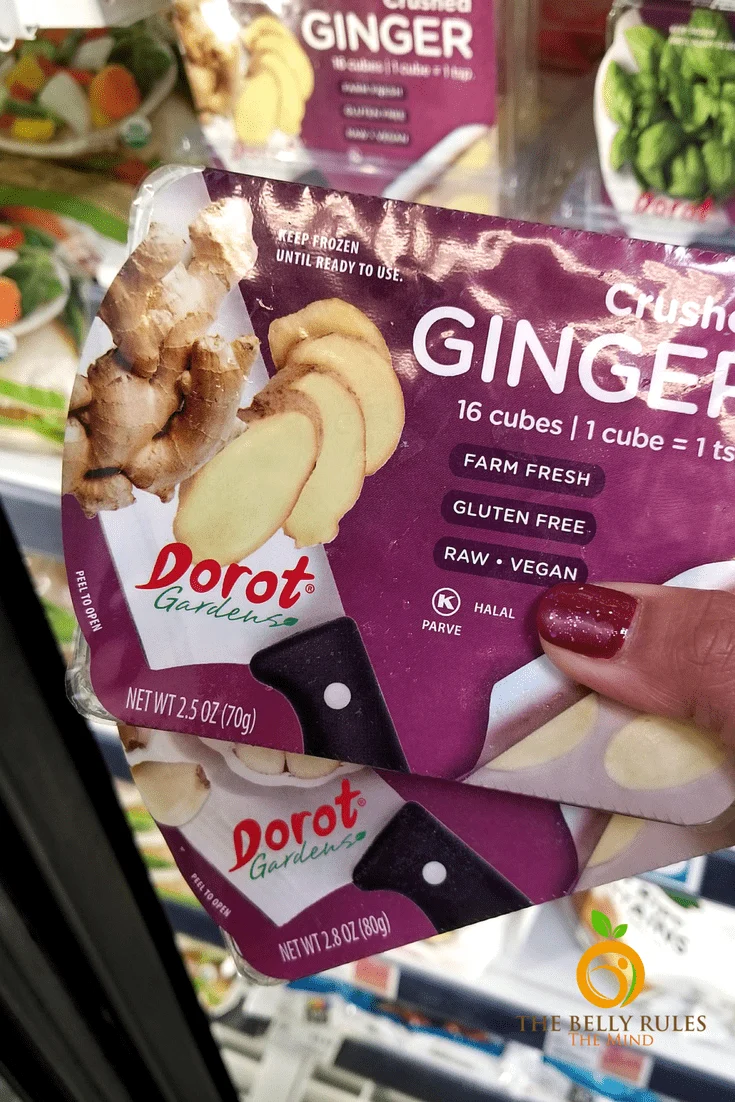 Crushed
GINGER
16 cubes | 1 cube = 1 tsp.
FARM FRESH
GLUTEN FREE
RAW • VEGAN
Dorot
KEEP FROZEN
UNTIL READY TO USE.
Crushe
GINGER
16 cubes | 1 cube = 1 ts
FARM FRESH
GLUTEN FREE
RAW • VEGAN
K
PARVE
HALAL
Dorot®
Gardens
PEEL TO OPEN
NET WT 2.5 OZ (70g)
Dorot®
Gardens
PEEL TO OPEN
NET WT 2.8 OZ (80g)
AINS
THE BELLY RULES
THE MIND